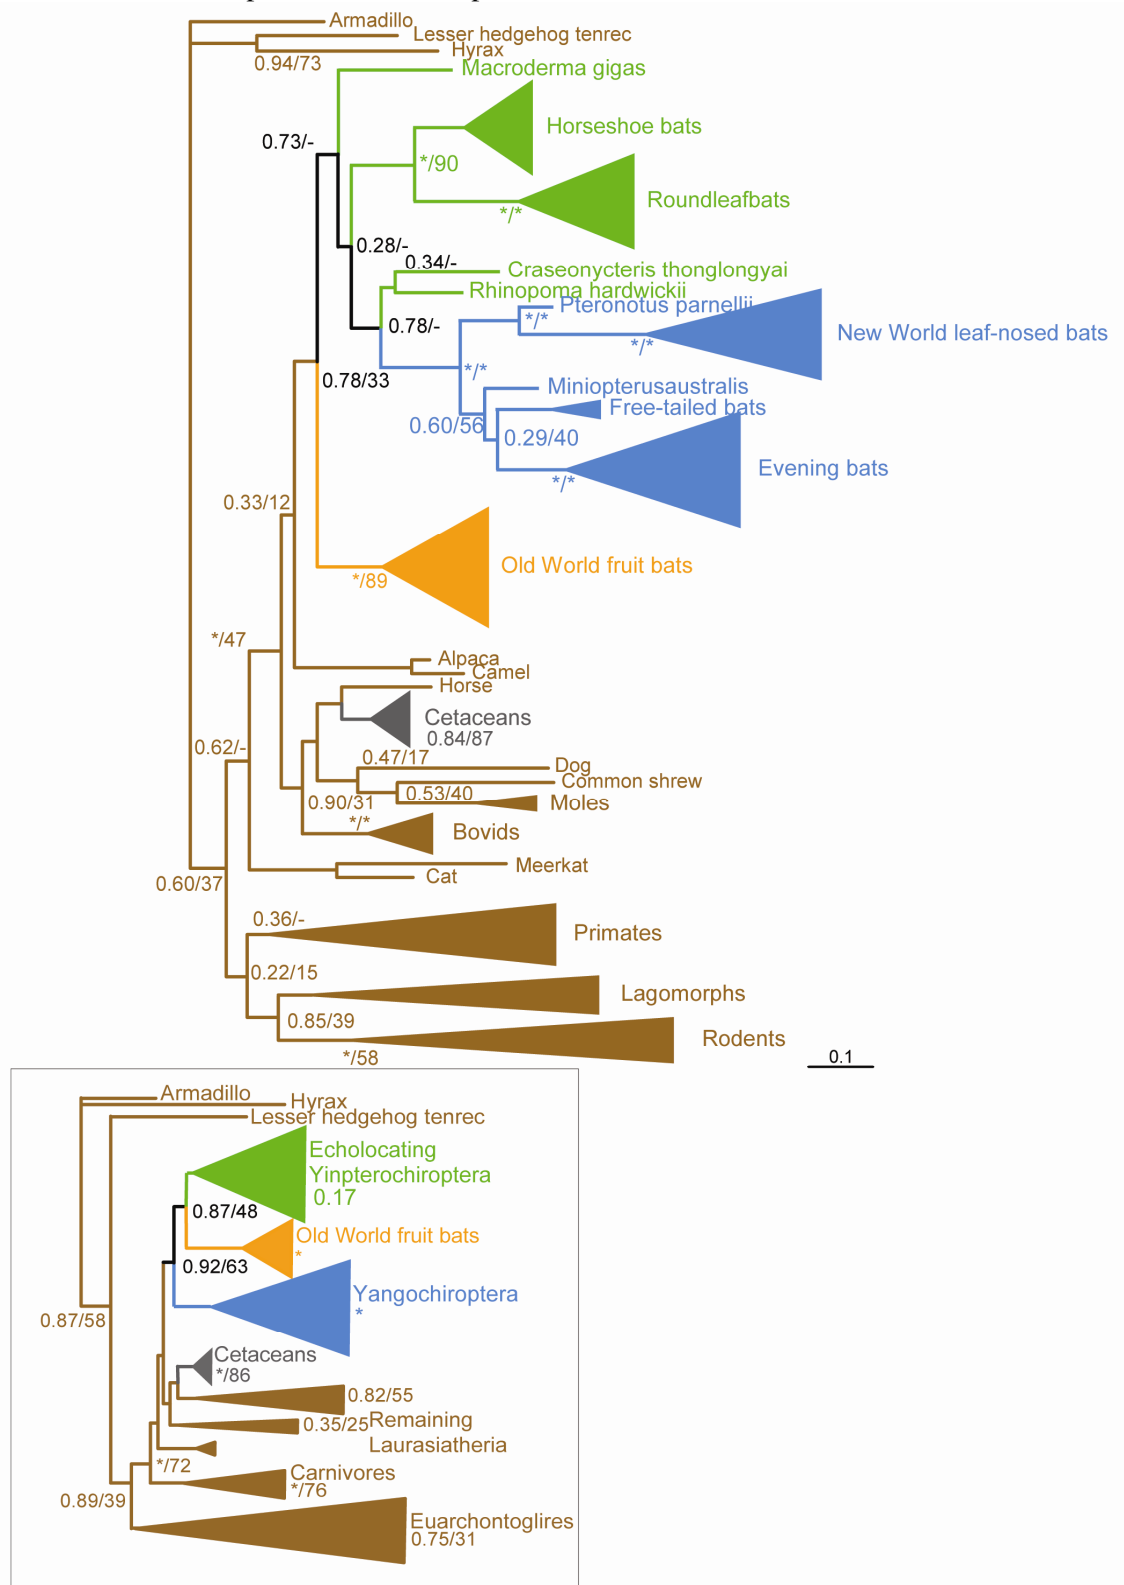 Armadillo
Lesser hedgehog tenrec
Hyrax
0.94/73
Macroderma gigas
Horseshoe bats
0.73/-
*/90
Roundleafbats
*/*
0.28/-
0.34/-
Craseonycteris thonglongyai
Rhinopoma hardwickii
Pteronotus parnellii
*/*
0.78/-
New World leaf-nosed bats
*/*
*/*
0.78/33
Miniopterusaustralis
Free-tailed bats
0.60/56
0.29/40
Evening bats
*/*
0.33/12
Old World fruit bats
*/89
*/47
Alpaca
Camel
Horse
Cetaceans
0.84/87
0.62/-
0.47/17
Dog
Common shrew
0.53/40
0.90/31
Moles
*/*
Bovids
Meerkat
Cat
0.60/37
0.36/-
Primates
0.22/15
Lagomorphs
0.85/39
Rodents
*/58
0.1
Armadillo
Hyrax
Lesser hedgehog tenrec
Echolocating
Yinpterochiroptera
0.17
0.87/48
Old World fruit bats
*
0.92/63
Yangochiroptera
*
0.87/58
Cetaceans
*/86
0.82/55
0.35/25
Remaining
Laurasiatheria
*/72
Carnivores
*/76
0.89/39
Euarchontoglires
0.75/31